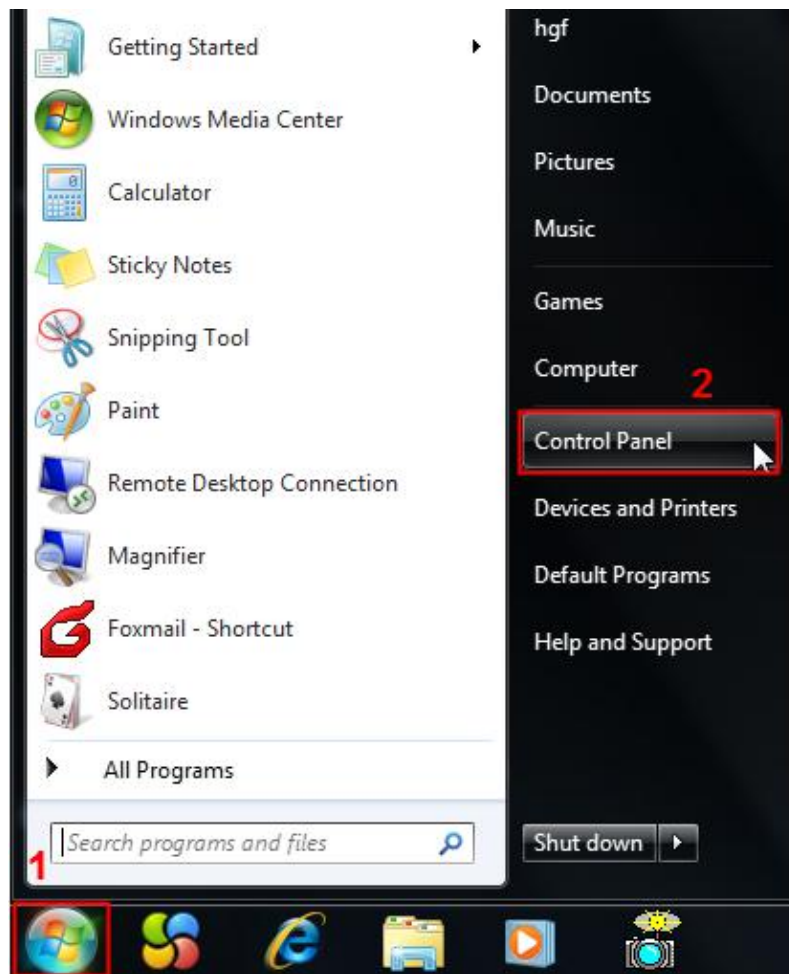 Getting Started
Windows Media Center
Calculator
Sticky Notes
Snipping Tool
Paint
Remote Desktop Connection
Magnifier
Foxmail - Shortcut
Solitaire
All Programs
Search programs and files
1
hgf
Documents
Pictures
Music
Games
Computer
2
Control Panel
Devices and Printers
Default Programs
Help and Support
Shut down